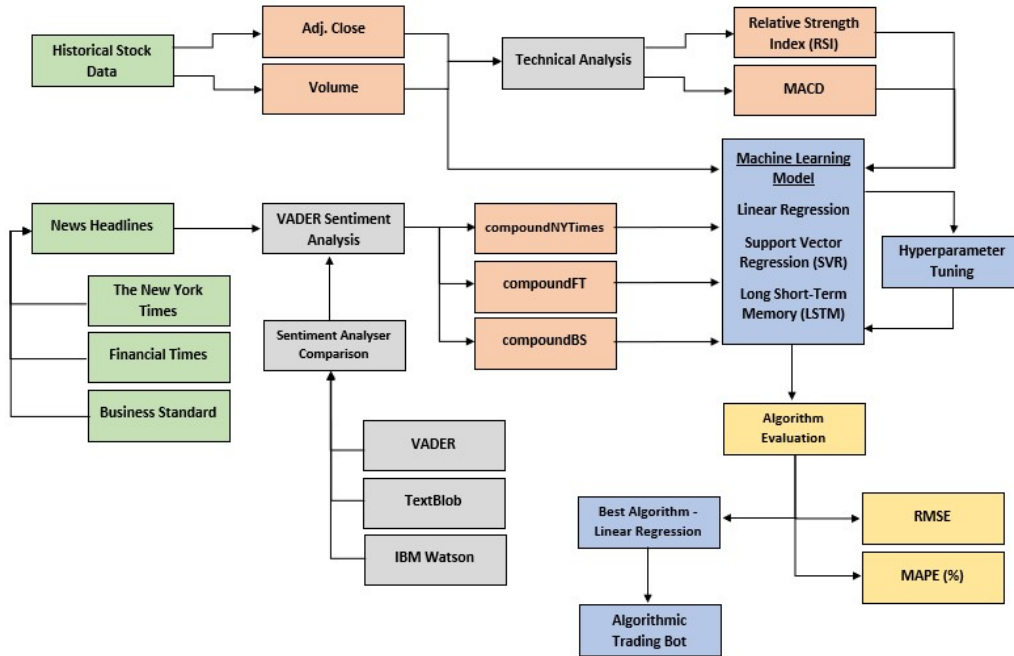 Historical Stock
Data
Adj. Close
Volume
Technical Analysis
Relative Strength
Index (RSI)
MACD
Machine Learning
Model
Linear Regression
Support Vector
Regression (SVR)
Long Short-Term
Memory (LSTM)
Hyperparameter
Tuning
News Headlines
The New York
Times
Financial Times
Business Standard
VADER Sentiment
Analysis
Sentiment Analyser
Comparison
VADER
TextBlob
IBM Watson
compoundNYTimes
compoundFT
compoundBS
Algorithm
Evaluation
Best Algorithm -
Linear Regression
RMSE
MAPE (%)
Algorithmic
Trading Bot